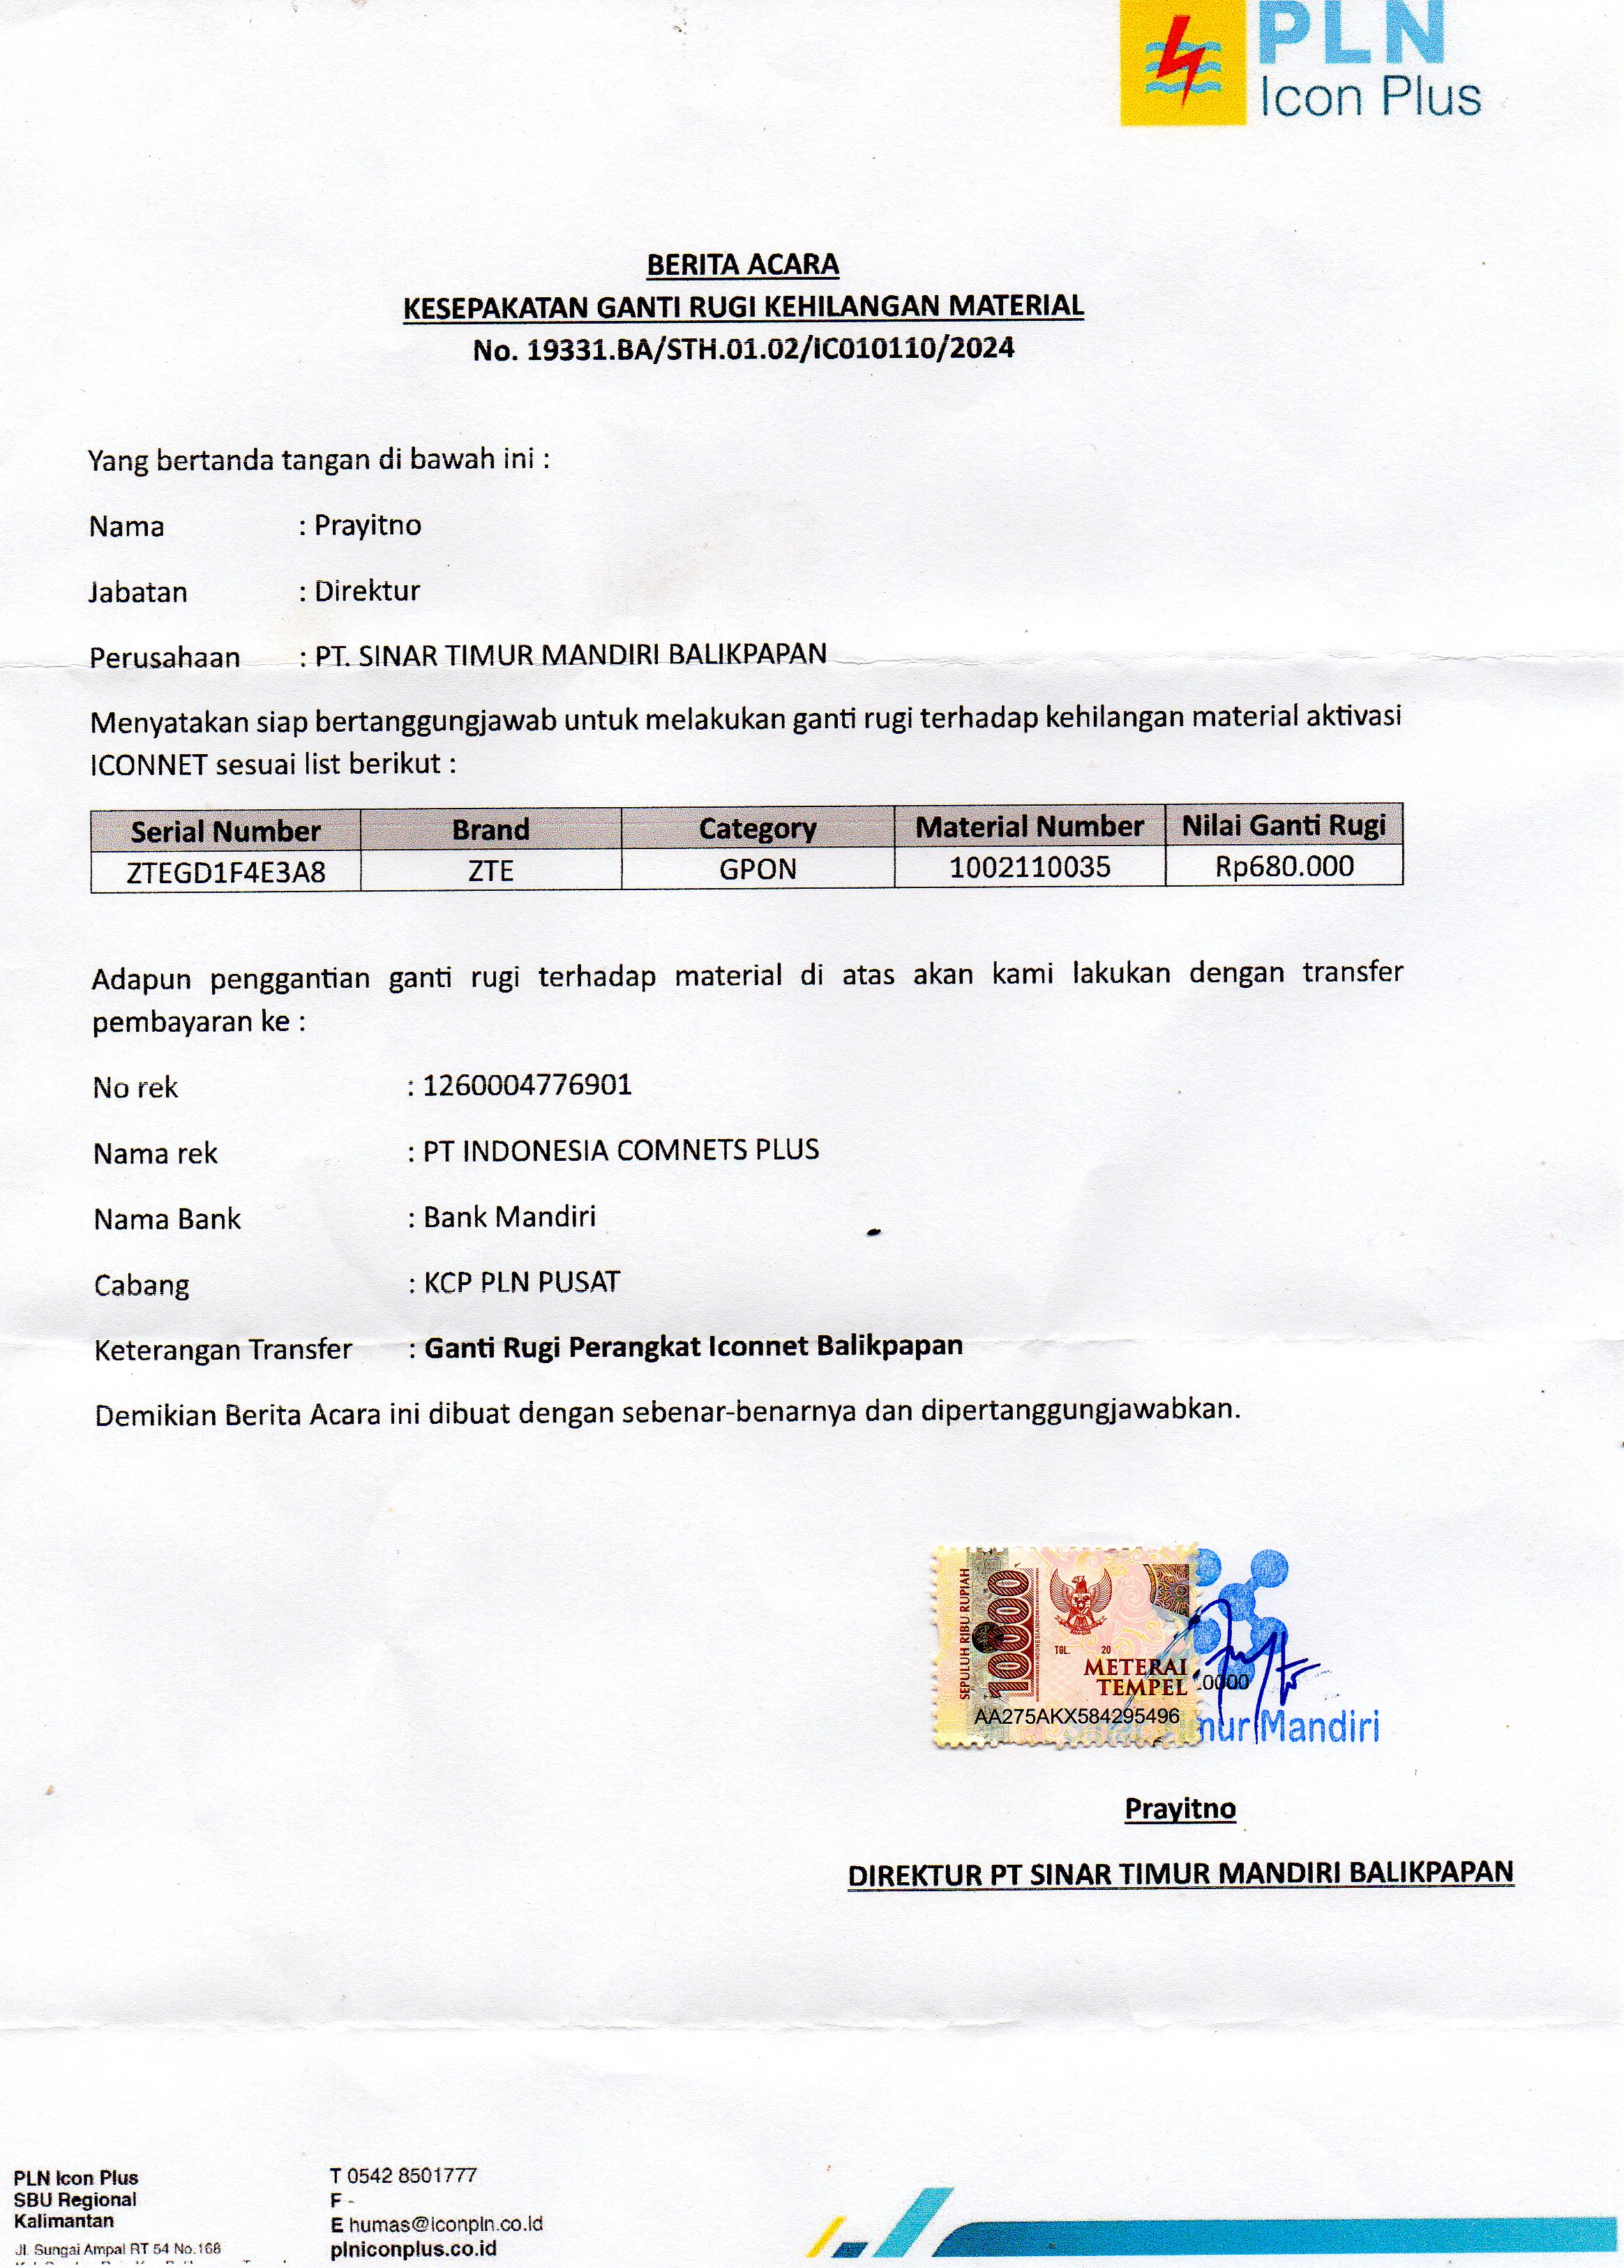 PLN
Icon Plus
BERITA ACARA
KESEPAKATAN GANTI RUGI KEHILANGAN MATERIAL
No. 19331.BA/STH.01.02/IC010110/2024
Yang bertanda tangan di bawah ini :
Nama : Prayitno
Jabatan : Direktur
Perusahaan : PT. SINAR TIMUR MANDIRI BALIKPAPAN
Menyatakan siap bertanggungjawab untuk melakukan ganti rugi terhadap kehilangan material aktivasi
ICONNET sesuai list berikut :
Serial Number Brand Category Material Number Nilai Ganti Rugi
ZTEGD1F4E3A8 ZTE GPON 1002110035 Rp680.000
Adapun penggantian ganti rugi terhadap material di atas akan kami lakukan dengan transfer
pembayaran ke :
No rek : 1260004776901
Nama rek : PT INDONESIA COMNETS PLUS
Nama Bank : Bank Mandiri
Cabang : KCP PLN PUSAT
Keterangan Transfer : Ganti Rugi Perangkat Iconnet Balikpapan
Demikian Berita Acara ini dibuat dengan sebenar-benarnya dan dipertanggungjawabkan.
SEPULUH RIBU RUPIAH
10000
TGL. 20
METERAI
TEMPEL
.0000
AA275AKX584295496
mur Mandiri
Prayitno
DIREKTUR PT SINAR TIMUR MANDIRI BALIKPAPAN
PLN Icon Plus
SBU Regional
Kalimantan
Jl. Sungai Ampal RT 54 No.168
T 0542 8501777
F -
E humas@iconpln.co.id
plniconplus.co.id